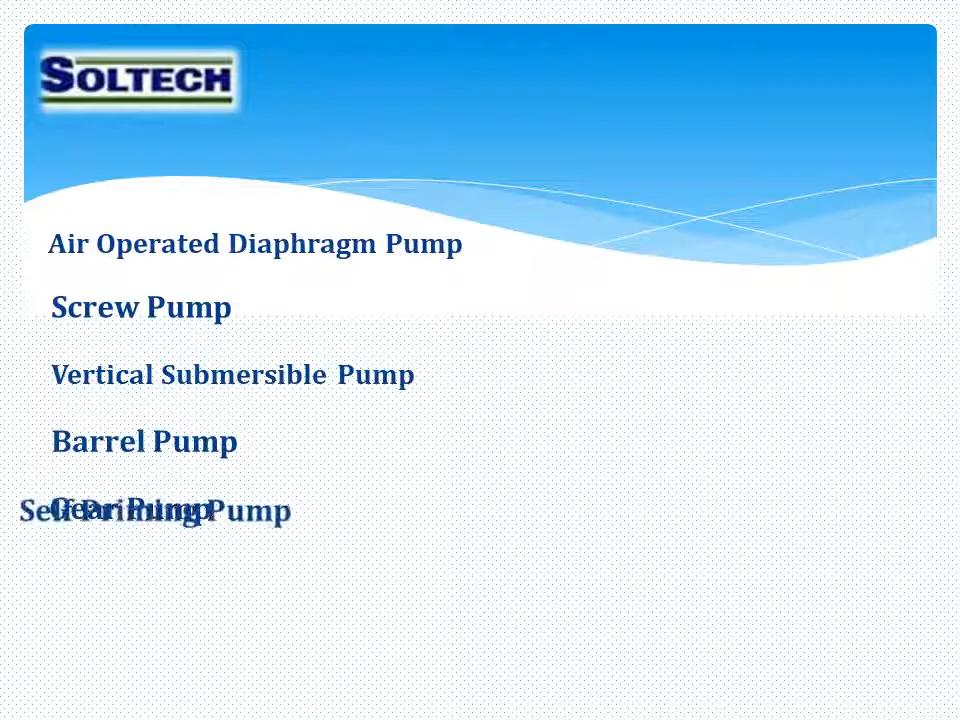 SOLTECH
Air Operated Diaphragm Pump
Screw Pump
Vertical Submersible Pump
Barrel Pump
Gear Pump
Self Priming Pump